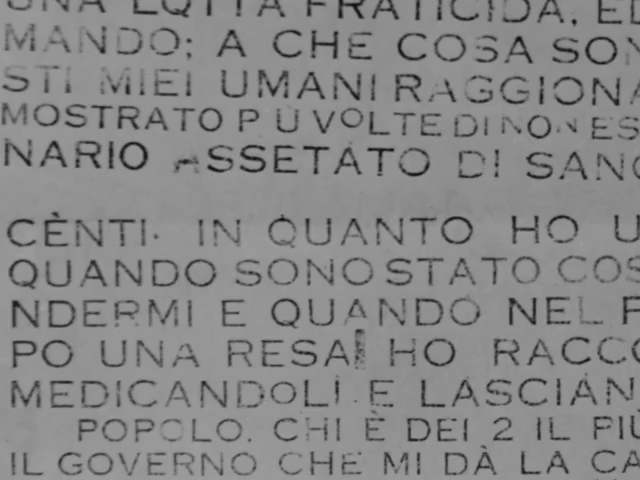 UNA LOTTA FRATICIDA, E
MANDO; A CHE COSA SON
STI MIEI UMANI RAGGIONA
MOSTRATO P Ù VOLTE DI NON ES
NARIO ASSETATO DI SANG
CÈNTI. IN QUANTO HO U
QUANDO SONO STATO COS
NDERMI E QUANDO NEL
PO UNA RESA! HO RACCO
MEDICANDOLI E LASCIAN
POPOLO. CHI È DEI 2 IL PIÙ
IL GOVERNO CHE MI DÀ LA CA